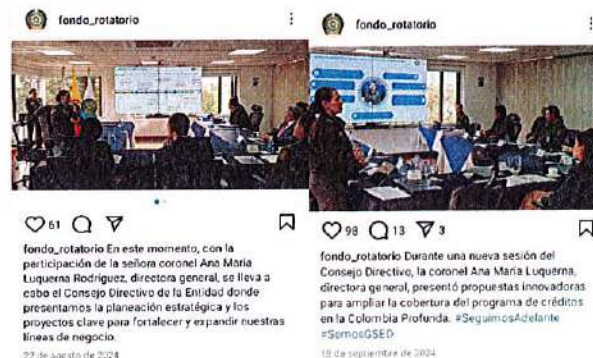 fondo_rotatorio
61
fondo_rotatorio En este momento, con la
participación de la señora coronel Ana María
Luquerna Rodríguez, directora general, se lleva a
cabo el Consejo Directivo de la Entidad donde
presentamos la planeación estratégica y los
proyectos clave para fortalecer y expandir nuestras
líneas de negocio.
22 de agosto de 2024
fondo_rotatorio
98 13 3
fondo_rotatorio Durante una nueva sesión del
Consejo Directivo, la coronel Ana María Luquerna,
directora general, presentó propuestas innovadoras
para ampliar la cobertura del programa de créditos
en la Colombia Profunda. #SeguimosAdelante
#SomosGSED
18 de septiembre de 2024